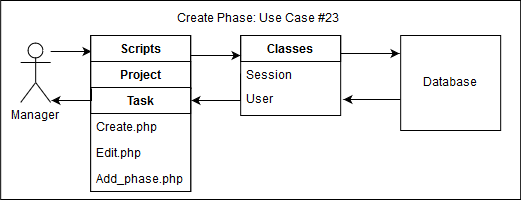 Create Phase: Use Case #23
Manager
Scripts
Project
Task
Create.php
Edit.php
Add_phase.php
Classes
Session
User
Database